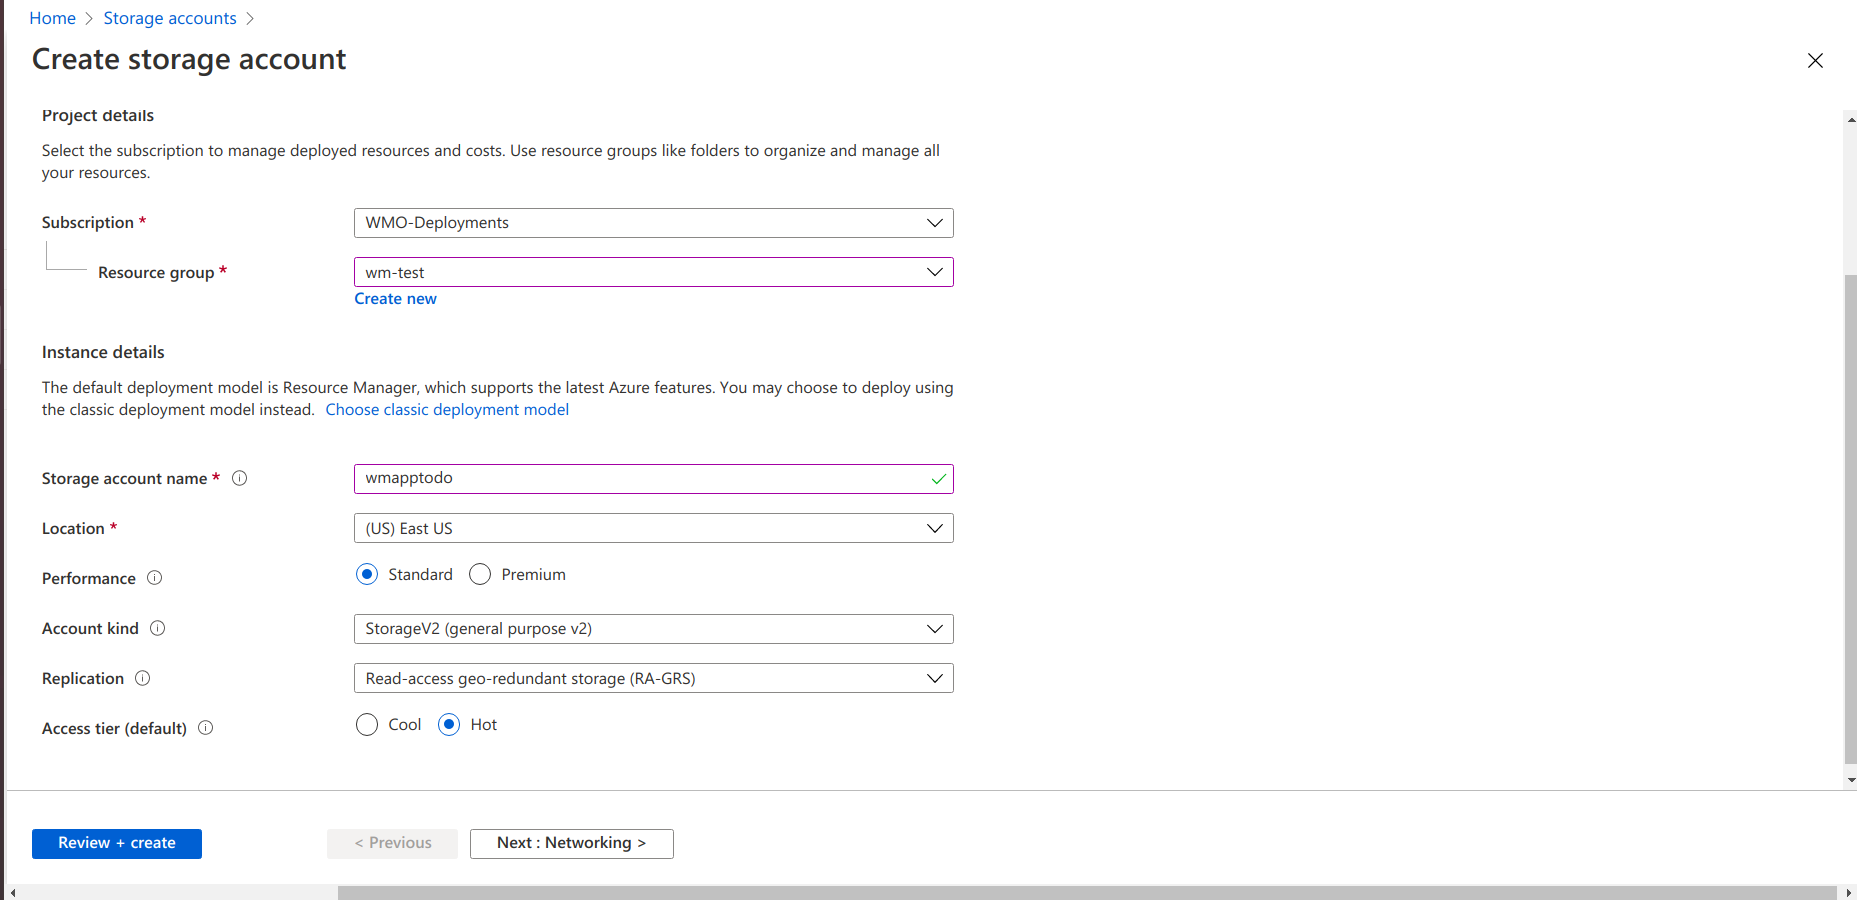 Home > Storage accounts >
Create storage account
Project details
Select the subscription to manage deployed resources and costs. Use resource groups like folders to organize and manage all
your resources.
Subscription * WMO-Deployments
Resource group * wm-test
Create new
Instance details
The default deployment model is Resource Manager, which supports the latest Azure features. You may choose to deploy using
the classic deployment model instead. Choose classic deployment model
Storage account name * wmapptodo
Location * (US) East US
Performance Standard Premium
Account kind StorageV2 (general purpose v2)
Replication Read-access geo-redundant storage (RA-GRS)
Access tier (default) Cool Hot
Review + create < Previous Next : Networking >